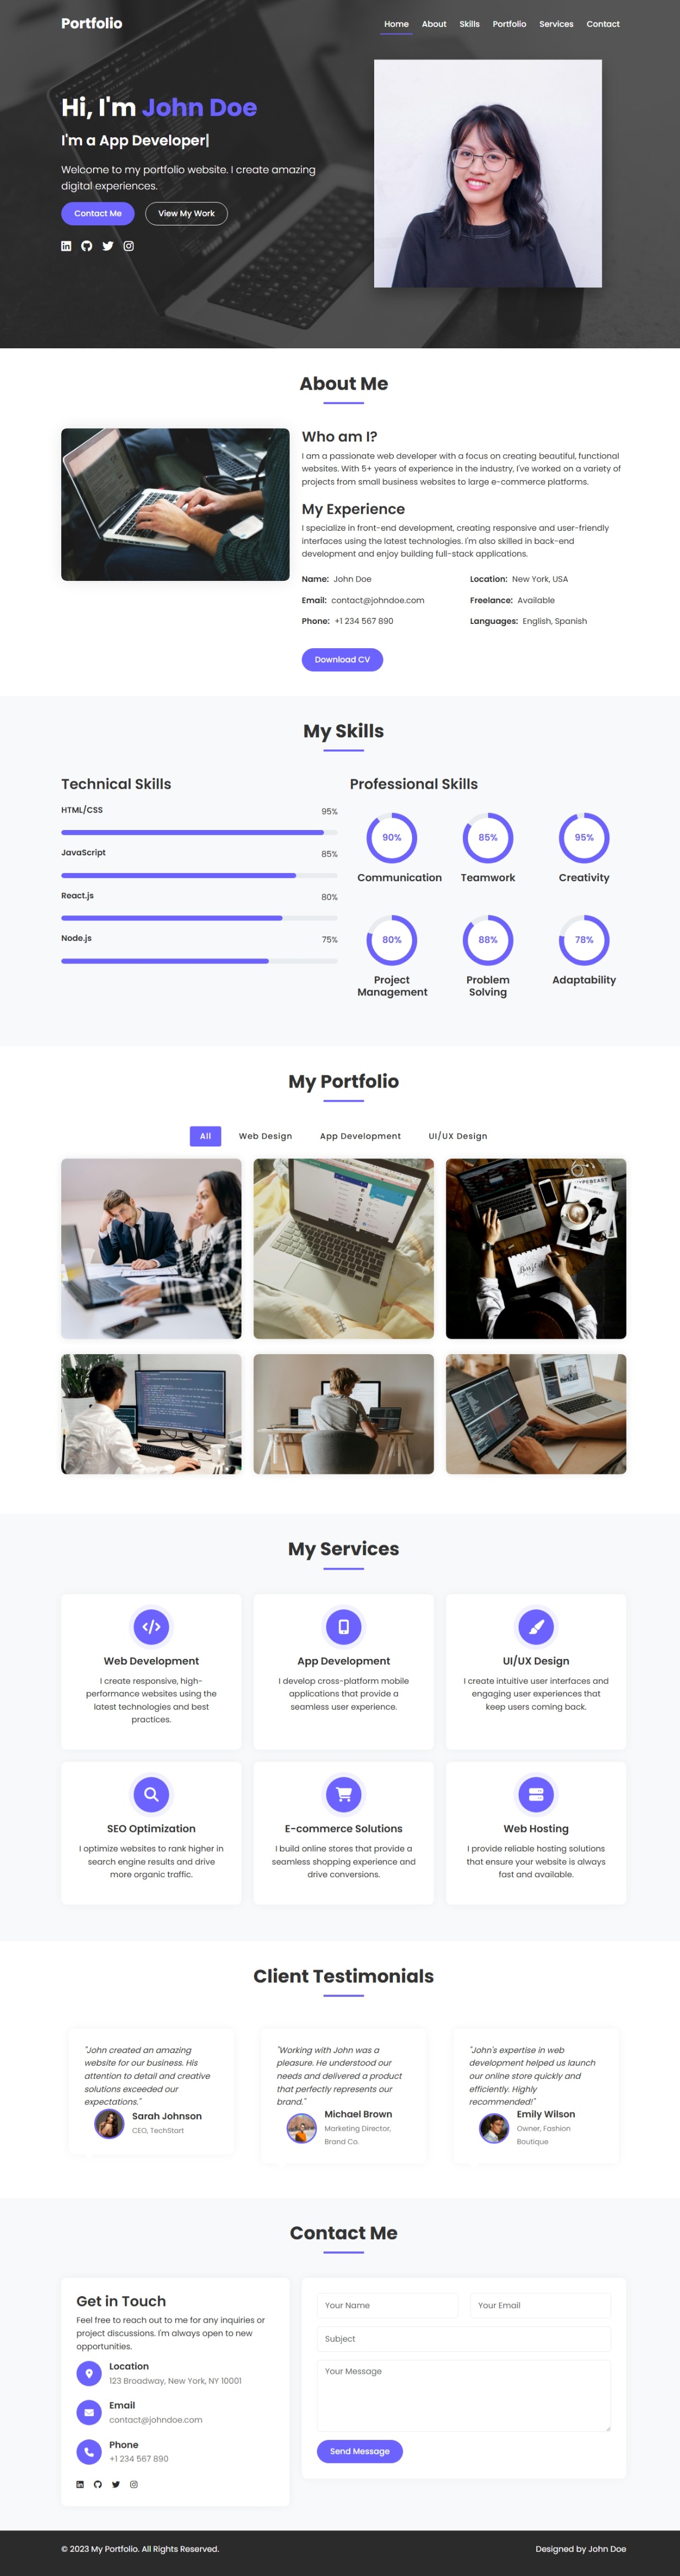 Portfolio
Home About Skills Portfolio Services Contact
Hi, I'm John Doe
I'm a App Developer|
Welcome to my portfolio website. I create amazing
digital experiences.
Contact Me View My Work
About Me
Who am I?
I am a passionate web developer with a focus on creating beautiful, functional
websites. With 5+ years of experience in the industry, I've worked on a variety of
projects from small business websites to large e-commerce platforms.
My Experience
I specialize in front-end development, creating responsive and user-friendly
interfaces using the latest technologies. I'm also skilled in back-end
development and enjoy building full-stack applications.
Name: John Doe Location: New York, USA
Email: contact@johndoe.com Freelance: Available
Phone: +1 234 567 890 Languages: English, Spanish
Download CV
My Skills
Technical Skills
HTML/CSS 95%
JavaScript 85%
React.js 80%
Node.js 75%
Professional Skills
90% 85% 95%
Communication Teamwork Creativity
80% 88% 78%
Project Problem Adaptability
Management Solving
My Portfolio
All Web Design App Development UI/UX Design
HYPEBEAST
My Services
Web Development
I create responsive, high-
performance websites using the
latest technologies and best
practices.
App Development
I develop cross-platform mobile
applications that provide a
seamless user experience.
UI/UX Design
I create intuitive user interfaces and
engaging user experiences that
keep users coming back.
SEO Optimization
I optimize websites to rank higher in
search engine results and drive
more organic traffic.
E-commerce Solutions
I build online stores that provide a
seamless shopping experience and
drive conversions.
Web Hosting
I provide reliable hosting solutions
that ensure your website is always
fast and available.
Client Testimonials
"John created an amazing
website for our business. His
attention to detail and creative
solutions exceeded our
expectations."
Sarah Johnson
CEO, TechStart
"Working with John was a
pleasure. He understood our
needs and delivered a product
that perfectly represents our
brand."
Michael Brown
Marketing Director,
Brand Co.
"John's expertise in web
development helped us launch
our online store quickly and
efficiently. Highly
recommended!"
Emily Wilson
Owner, Fashion
Boutique
Contact Me
Get in Touch
Feel free to reach out to me for any inquiries or
project discussions. I'm always open to new
opportunities.
Location
123 Broadway, New York, NY 10001
Email
contact@johndoe.com
Phone
+1 234 567 890
Your Name Your Email
Subject
Your Message
Send Message
© 2023 My Portfolio. All Rights Reserved. Designed by John Doe